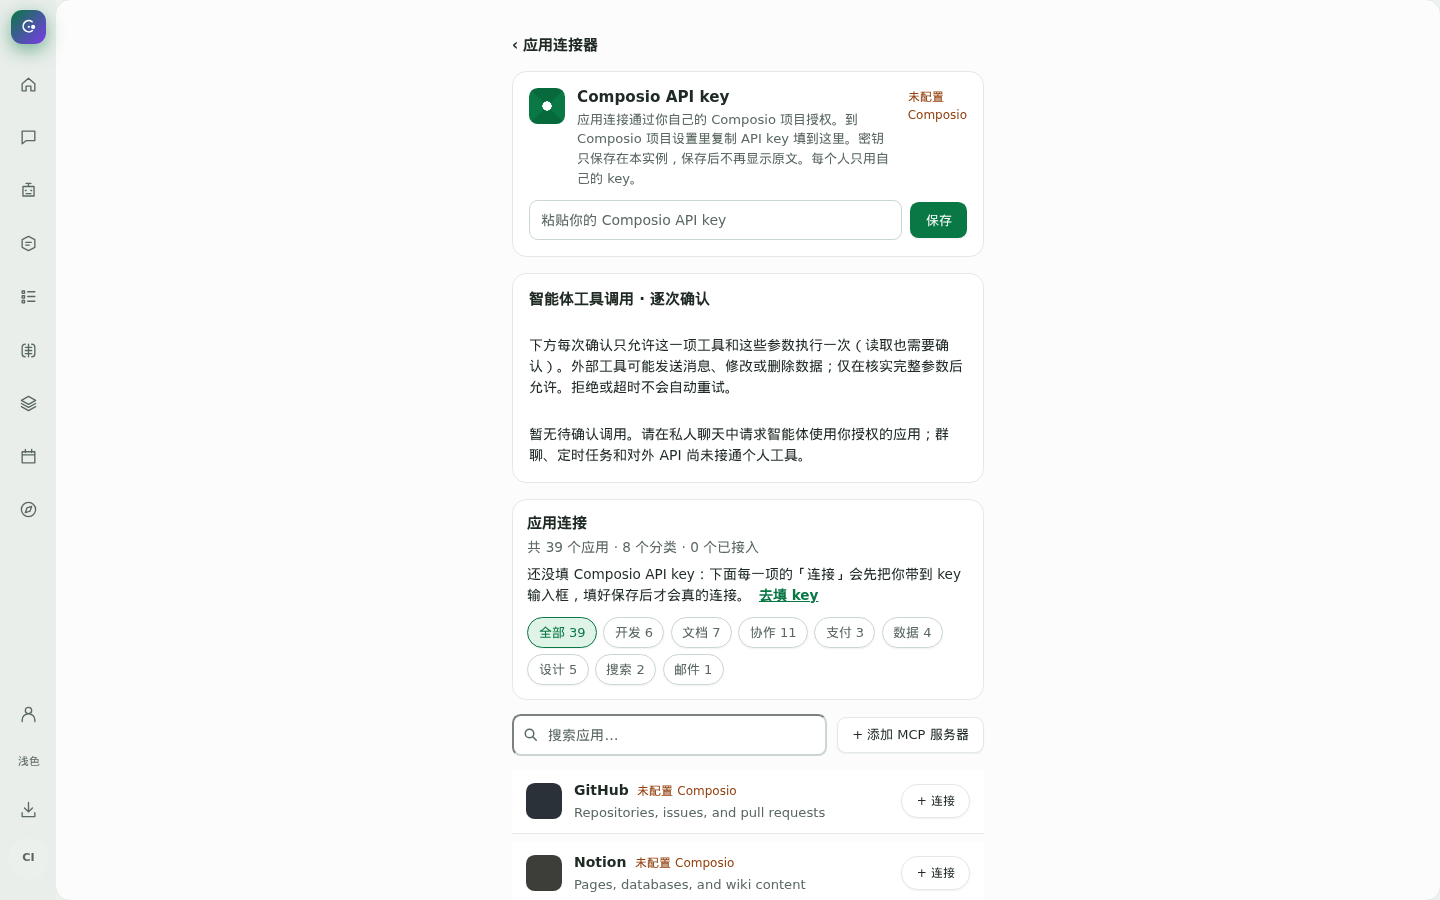 ‹ 应用连接器
Composio API key
未配置
Composio
应用连接通过你自己的 Composio 项目授权。到
Composio 项目设置里复制 API key 填到这里。密钥
只保存在本实例，保存后不再显示原文。每个人只用自
己的 key。
粘贴你的 Composio API key
保存
智能体工具调用 · 逐次确认
下方每次确认只允许这一项工具和这些参数执行一次（读取也需要确
认）。外部工具可能发送消息、修改或删除数据；仅在核实完整参数后
允许。拒绝或超时不会自动重试。
暂无待确认调用。请在私人聊天中请求智能体使用你授权的应用；群
聊、定时任务和对外 API 尚未接通个人工具。
应用连接
共 39 个应用 · 8 个分类 · 0 个已接入
还没填 Composio API key：下面每一项的「连接」会先把你带到 key
输入框，填好保存后才会真的连接。 去填 key
全部 39 开发 6 文档 7 协作 11 支付 3 数据 4
设计 5 搜索 2 邮件 1
搜索应用…
+ 添加 MCP 服务器
GitHub 未配置 Composio
Repositories, issues, and pull requests
+ 连接
Notion 未配置 Composio
Pages, databases, and wiki content
+ 连接
浅色
CI